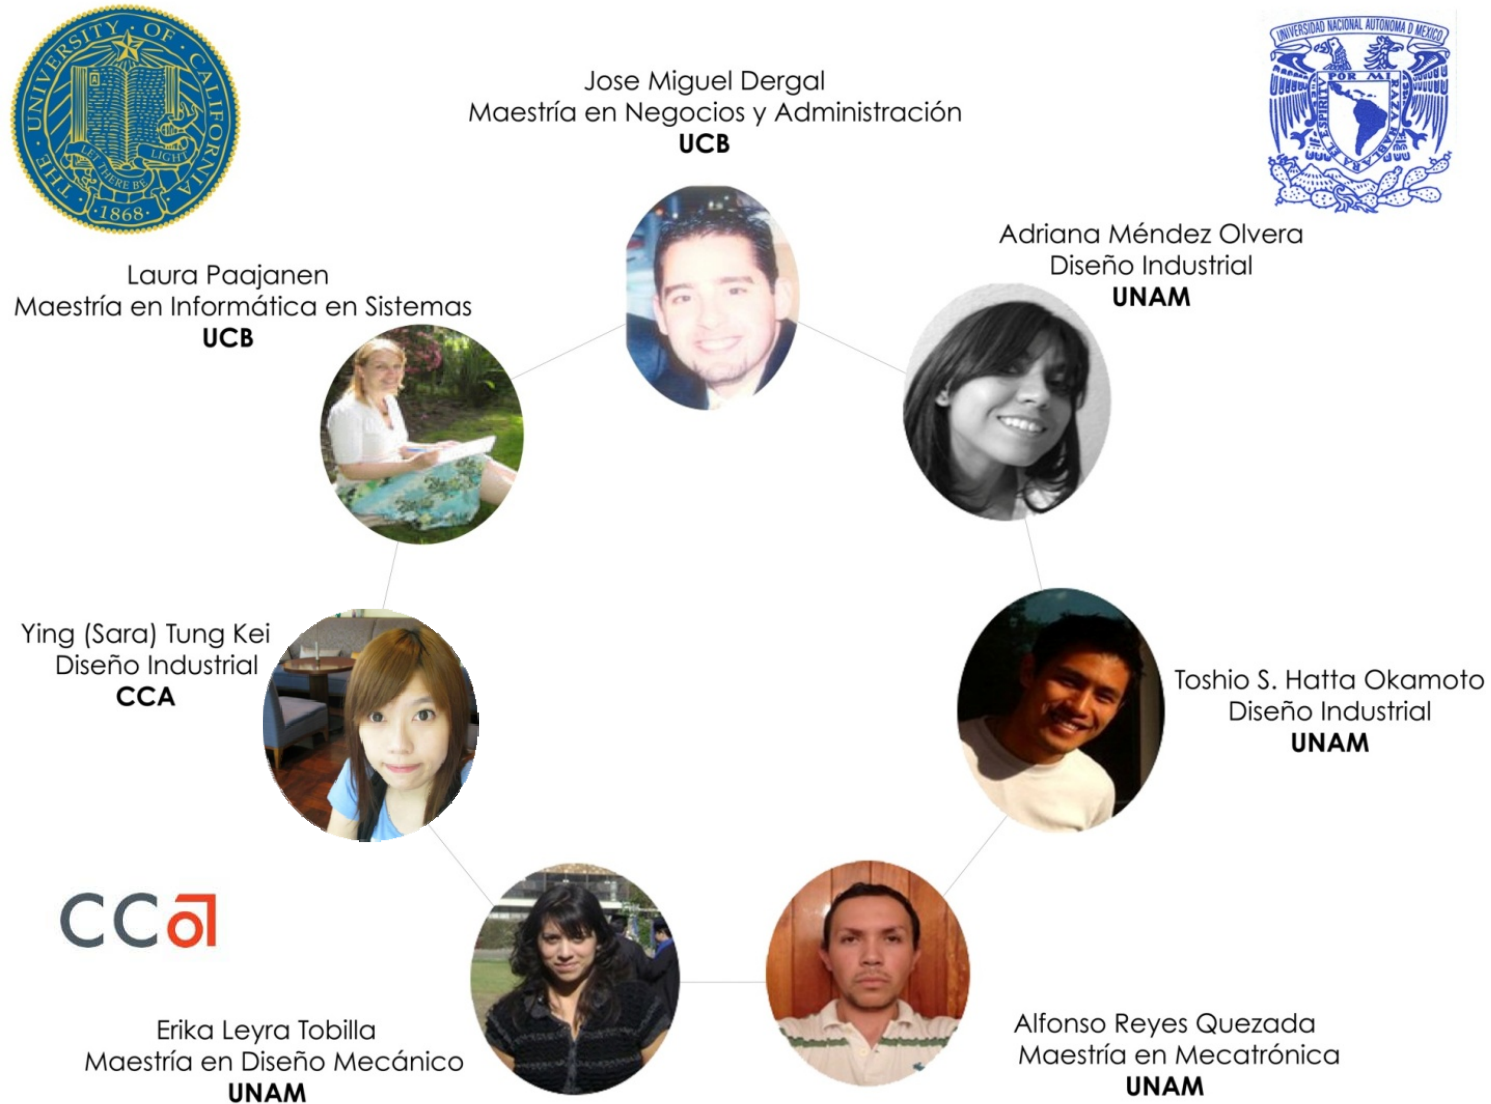 THE · UNIVERSITY · OF · CALIFORNIA
LET THERE BE LIGHT
·1868·
UNIVERSIDAD NACIONAL AUTONOMA D MEXICO
POR MI RAZA HABLARA EL ESPIRITV
Jose Miguel Dergal
Maestría en Negocios y Administración
UCB
Adriana Méndez Olvera
Diseño Industrial
UNAM
Laura Paajanen
Maestría en Informática en Sistemas
UCB
Ying (Sara) Tung Kei
Diseño Industrial
CCA
Toshio S. Hatta Okamoto
Diseño Industrial
UNAM
CCa
Erika Leyra Tobilla
Maestría en Diseño Mecánico
UNAM
Alfonso Reyes Quezada
Maestría en Mecatrónica
UNAM